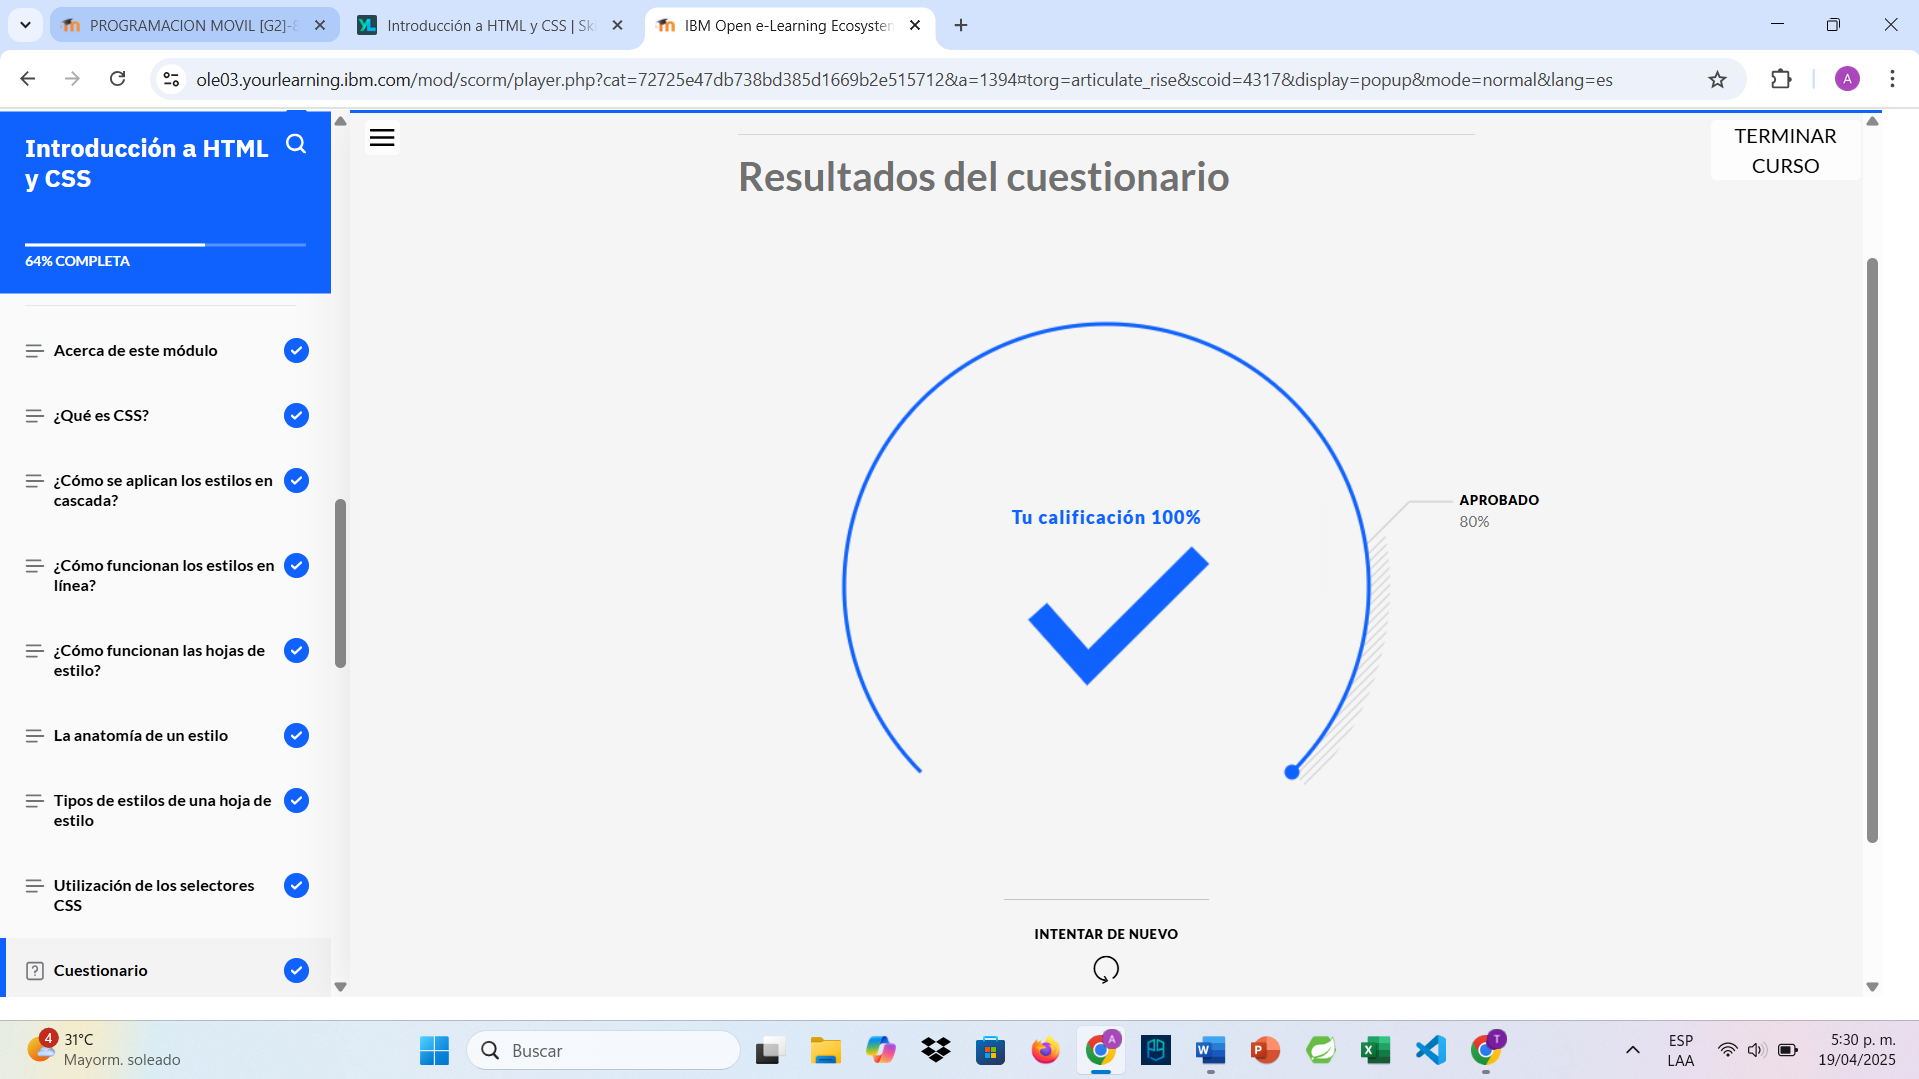 PROGRAMACION MOVIL [G2]-8
Introducción a HTML y CSS | Ski
IBM Open e-Learning Ecosystem
ole03.yourlearning.ibm.com/mod/scorm/player.php?cat=72725e47db738bd385d1669b2e515712&a=1394¤torg=articulate_rise&scoid=4317&display=popup&mode=normal&lang=es
A
Introducción a HTML
y CSS
64% COMPLETA
Acerca de este módulo
¿Qué es CSS?
¿Cómo se aplican los estilos en
cascada?
¿Cómo funcionan los estilos en
línea?
¿Cómo funcionan las hojas de
estilo?
La anatomía de un estilo
Tipos de estilos de una hoja de
estilo
Utilización de los selectores
CSS
Cuestionario
TERMINAR
CURSO
Resultados del cuestionario
Tu calificación 100%
APROBADO
80%
INTENTAR DE NUEVO
4
31°C
Mayorm. soleado
Buscar
A
T
ESP
LAA
5:30 p. m.
19/04/2025